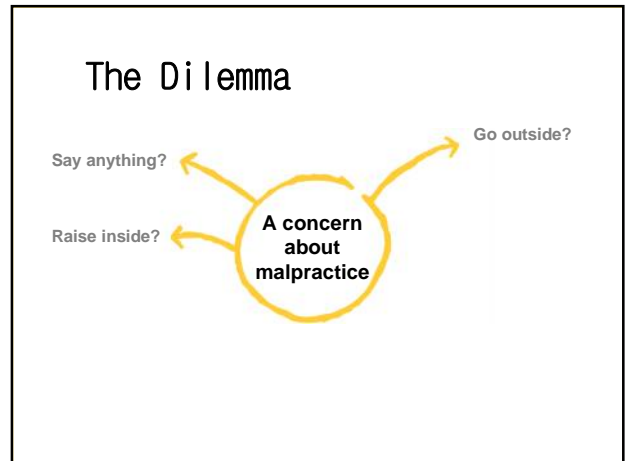 The Dilemma
Go outside?
Say anything?
Raise inside?
A concern
about
malpractice